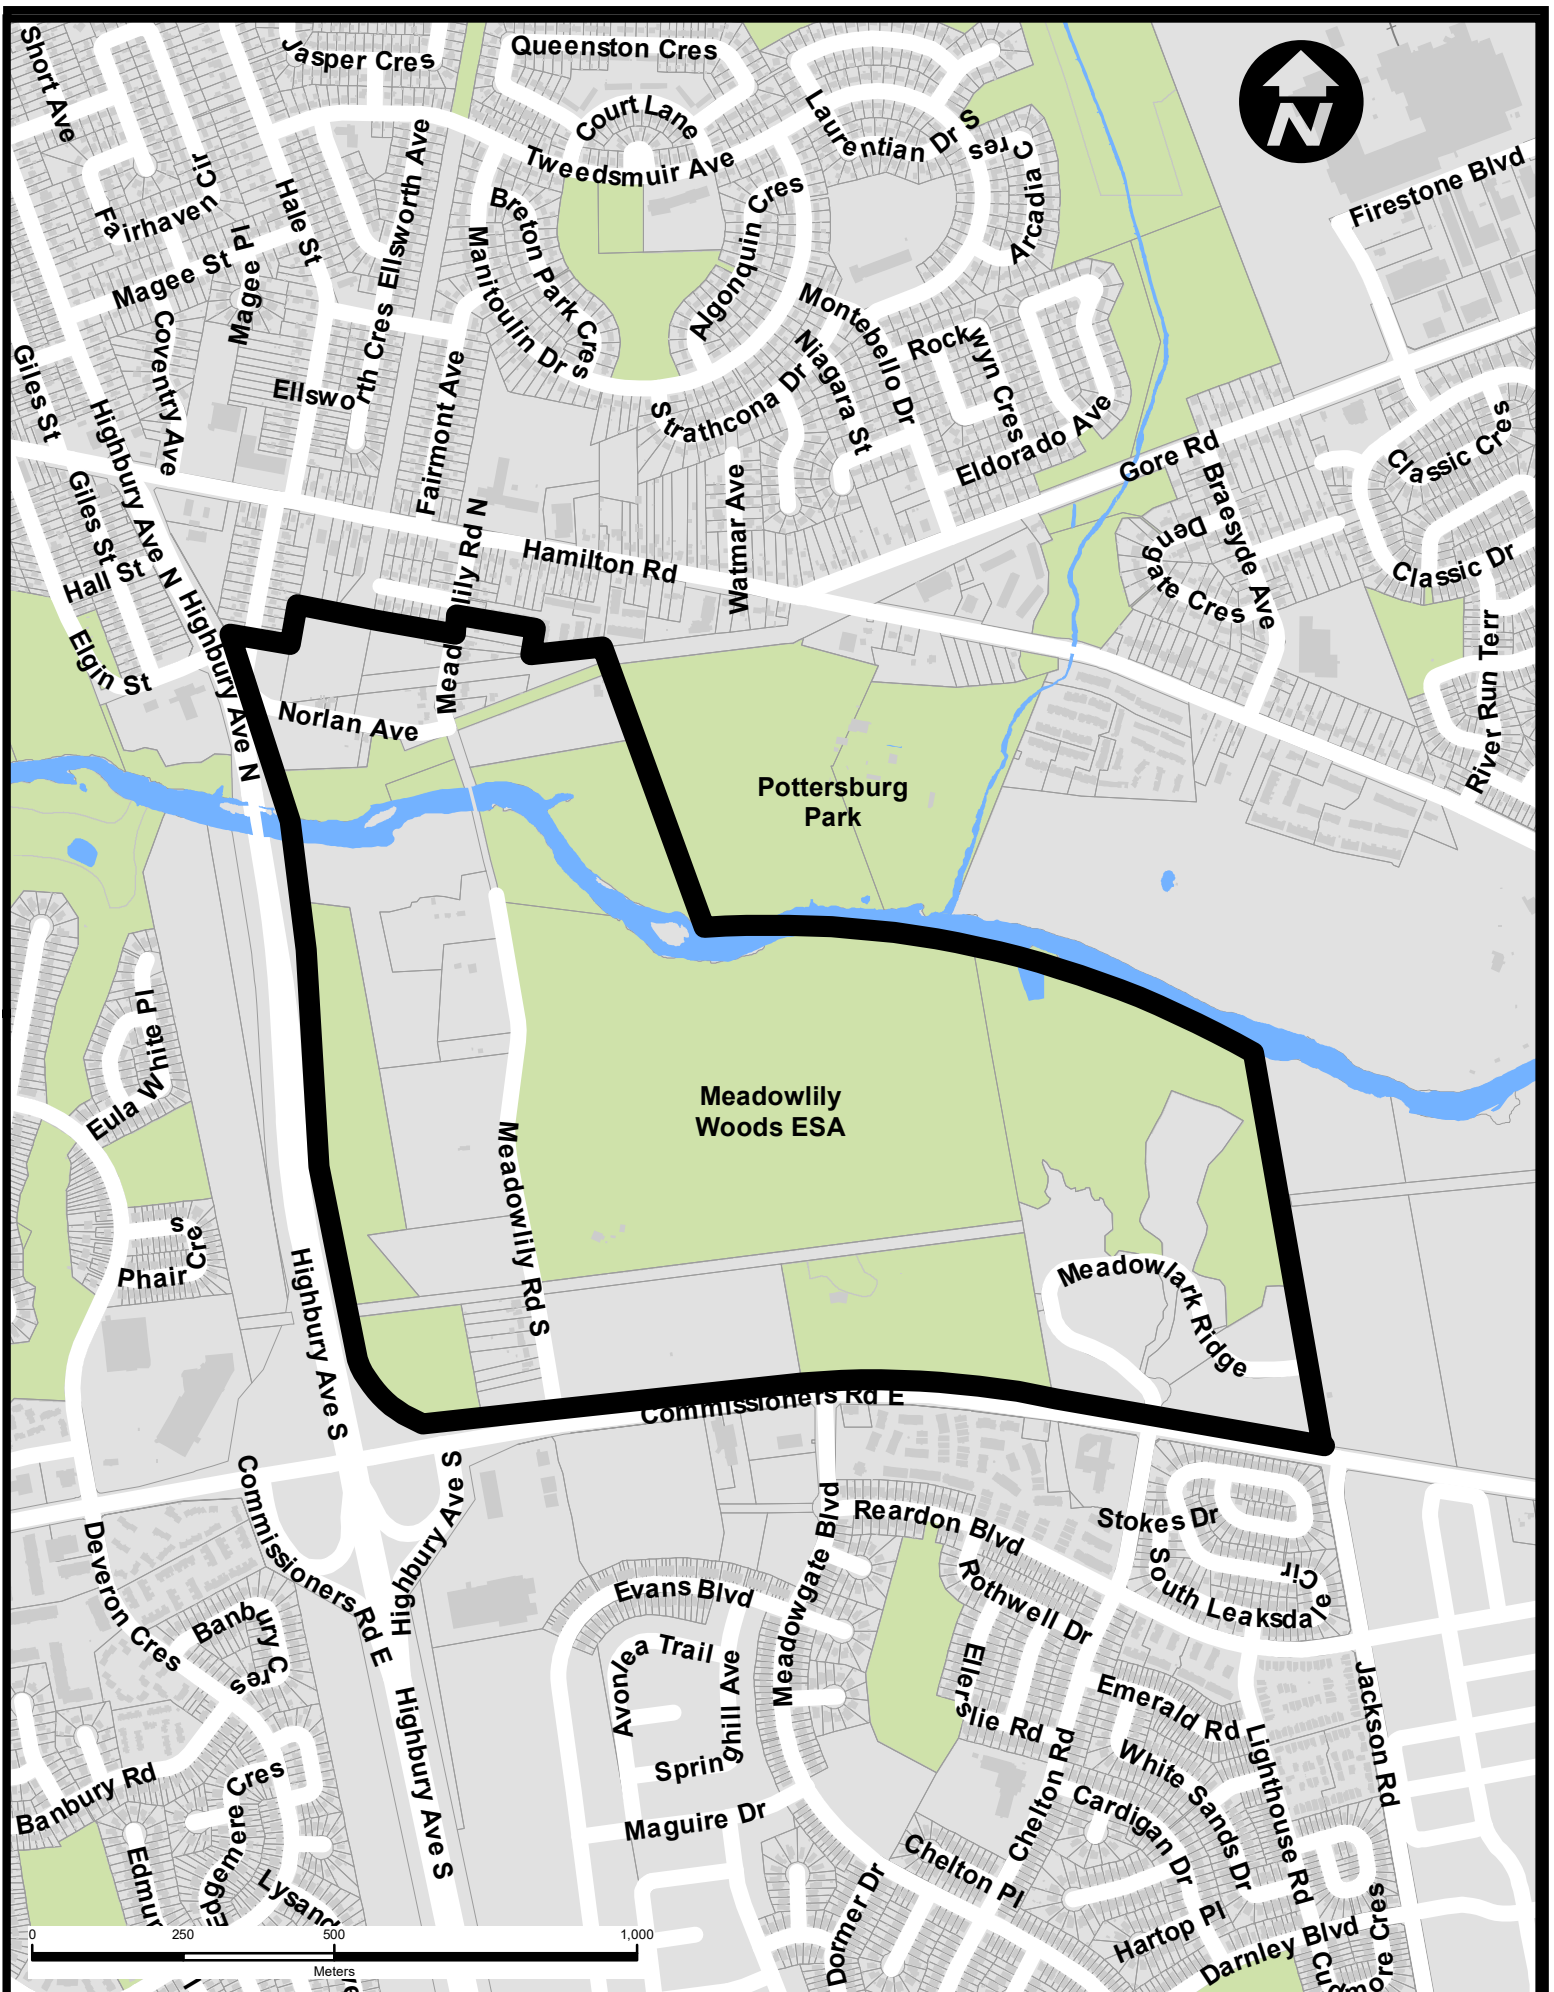 Short Ave
Jasper Cres
Queenston Cres
Court Lane
Laurentian Dr S
Cres
Arcadia
N
Firestone Blvd
Fairhaven
Cir
Hale St
Ellsworth Ave
Tweedsmuir Ave
Breton Park Cres
Algonquin Cres
Magee St
Magee Pl
Manitoulin Dr
Montebello Dr
Rockwyn Cres
Niagara St
Giles St
Coventry Ave
Ellsworth Cres
Fairmont Ave
Strathcona Dr
Eldorado Ave
Gore Rd
Classic Cres
Highbury Ave N
Giles St
Hall St
Meadowlily Rd N
Hamilton Rd
Watmar Ave
Braesyde Ave
Dengate Cres
Classic Dr
Highbury Ave N
Elgin St
Norlan Ave
River Run Terr
Pottersburg
Park
Eula White Pl
Meadowlily
Woods ESA
Meadowlily Rd S
Phair Cres
Highbury Ave S
Meadowlark Ridge
Commissioners Rd E
Commissioners Rd E
Highbury Ave S
Deveron Cres
Reardon Blvd
Stokes Dr
South Leaksdale Cir
Evans Blvd
Meadowgate Blvd
Rothwell Dr
Banbury Cres
Avonlea Trail
Springhill Ave
Ellerslie Rd
Emerald Rd
Jackson Rd
Highbury Ave S
Banbury Rd
Edgemere Cres
Maguire Dr
Chelton Rd
White Sands Dr
Lighthouse Rd
Cardigan Dr
Chelton Pl
Dormer Dr
Hartop Pl
Darnley Blvd
0
250
500
1,000
Meters